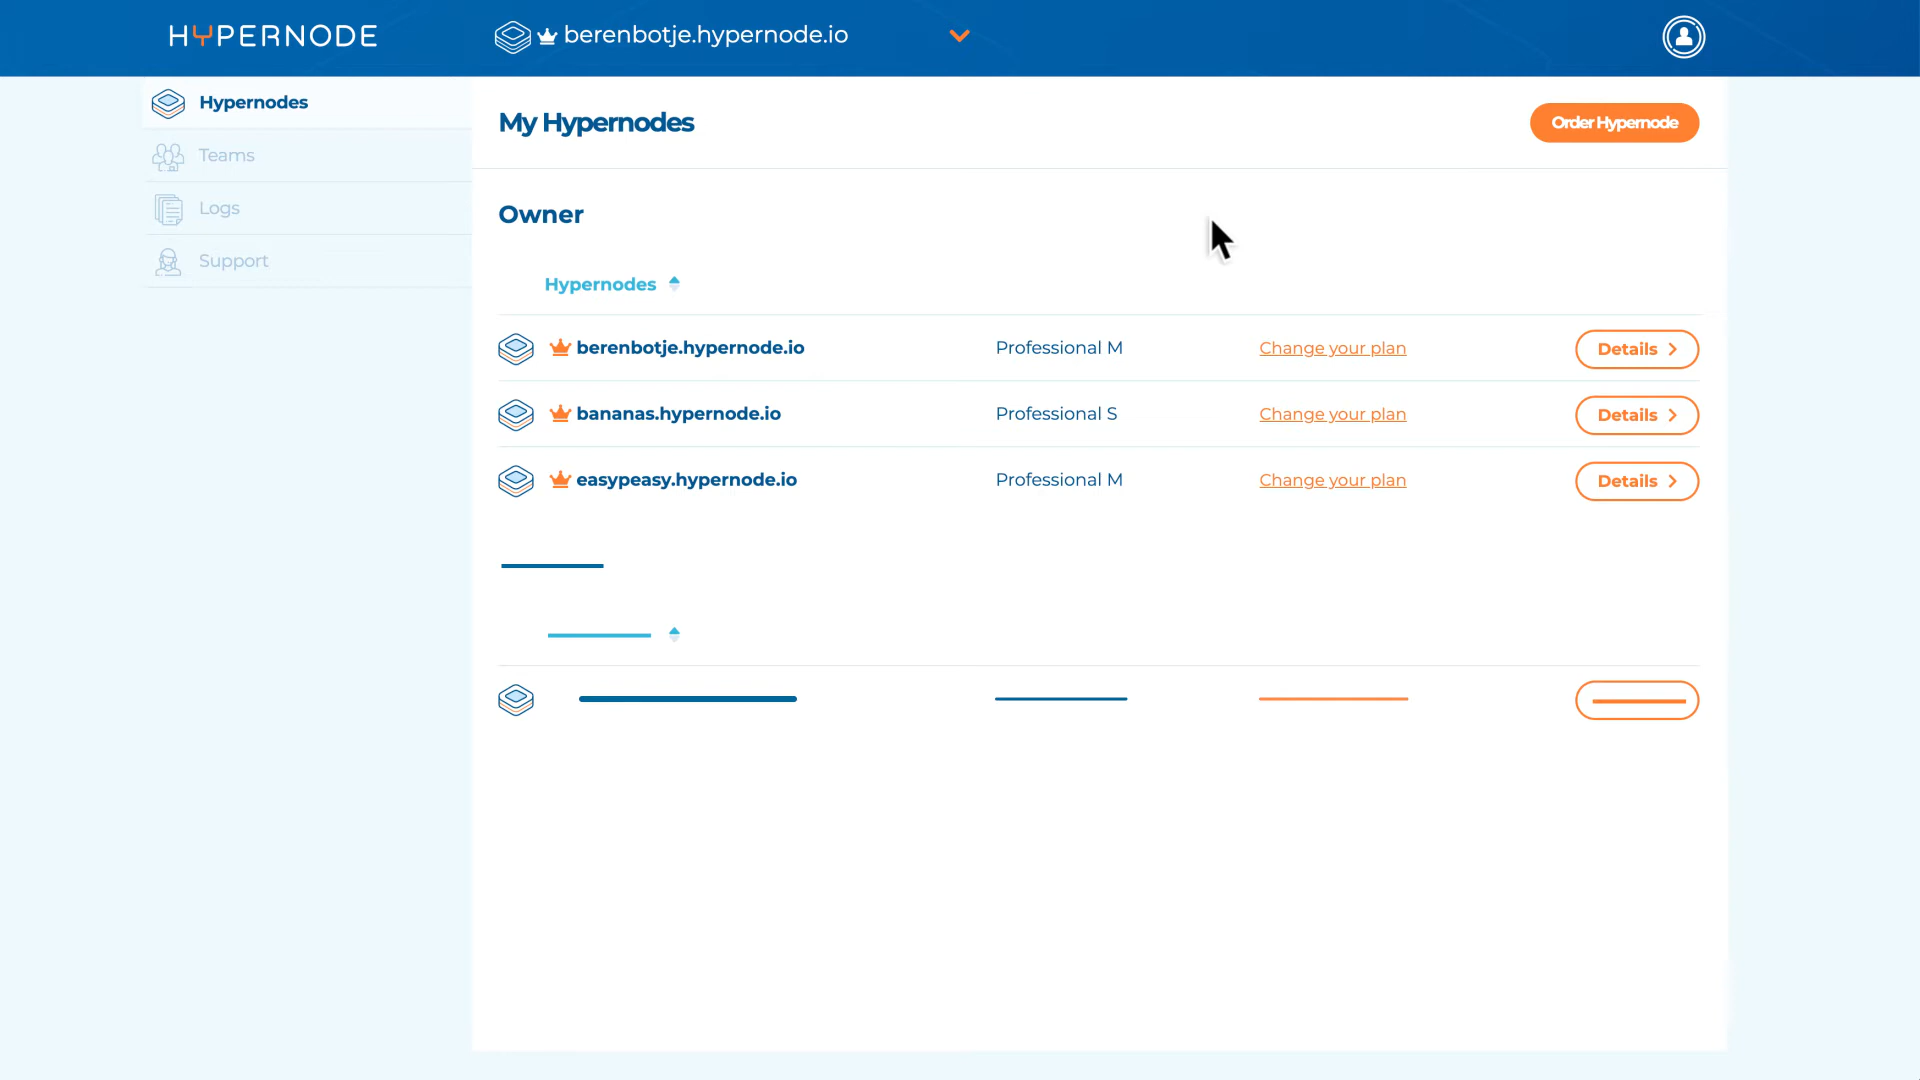 HYPERNODE
berenbotje.hypernode.io
Hypernodes
Teams
Logs
Support
My Hypernodes
Order Hypernode
Owner
Hypernodes
berenbotje.hypernode.io Professional M Change your plan Details
bananas.hypernode.io Professional S Change your plan Details
easypeasy.hypernode.io Professional M Change your plan Details